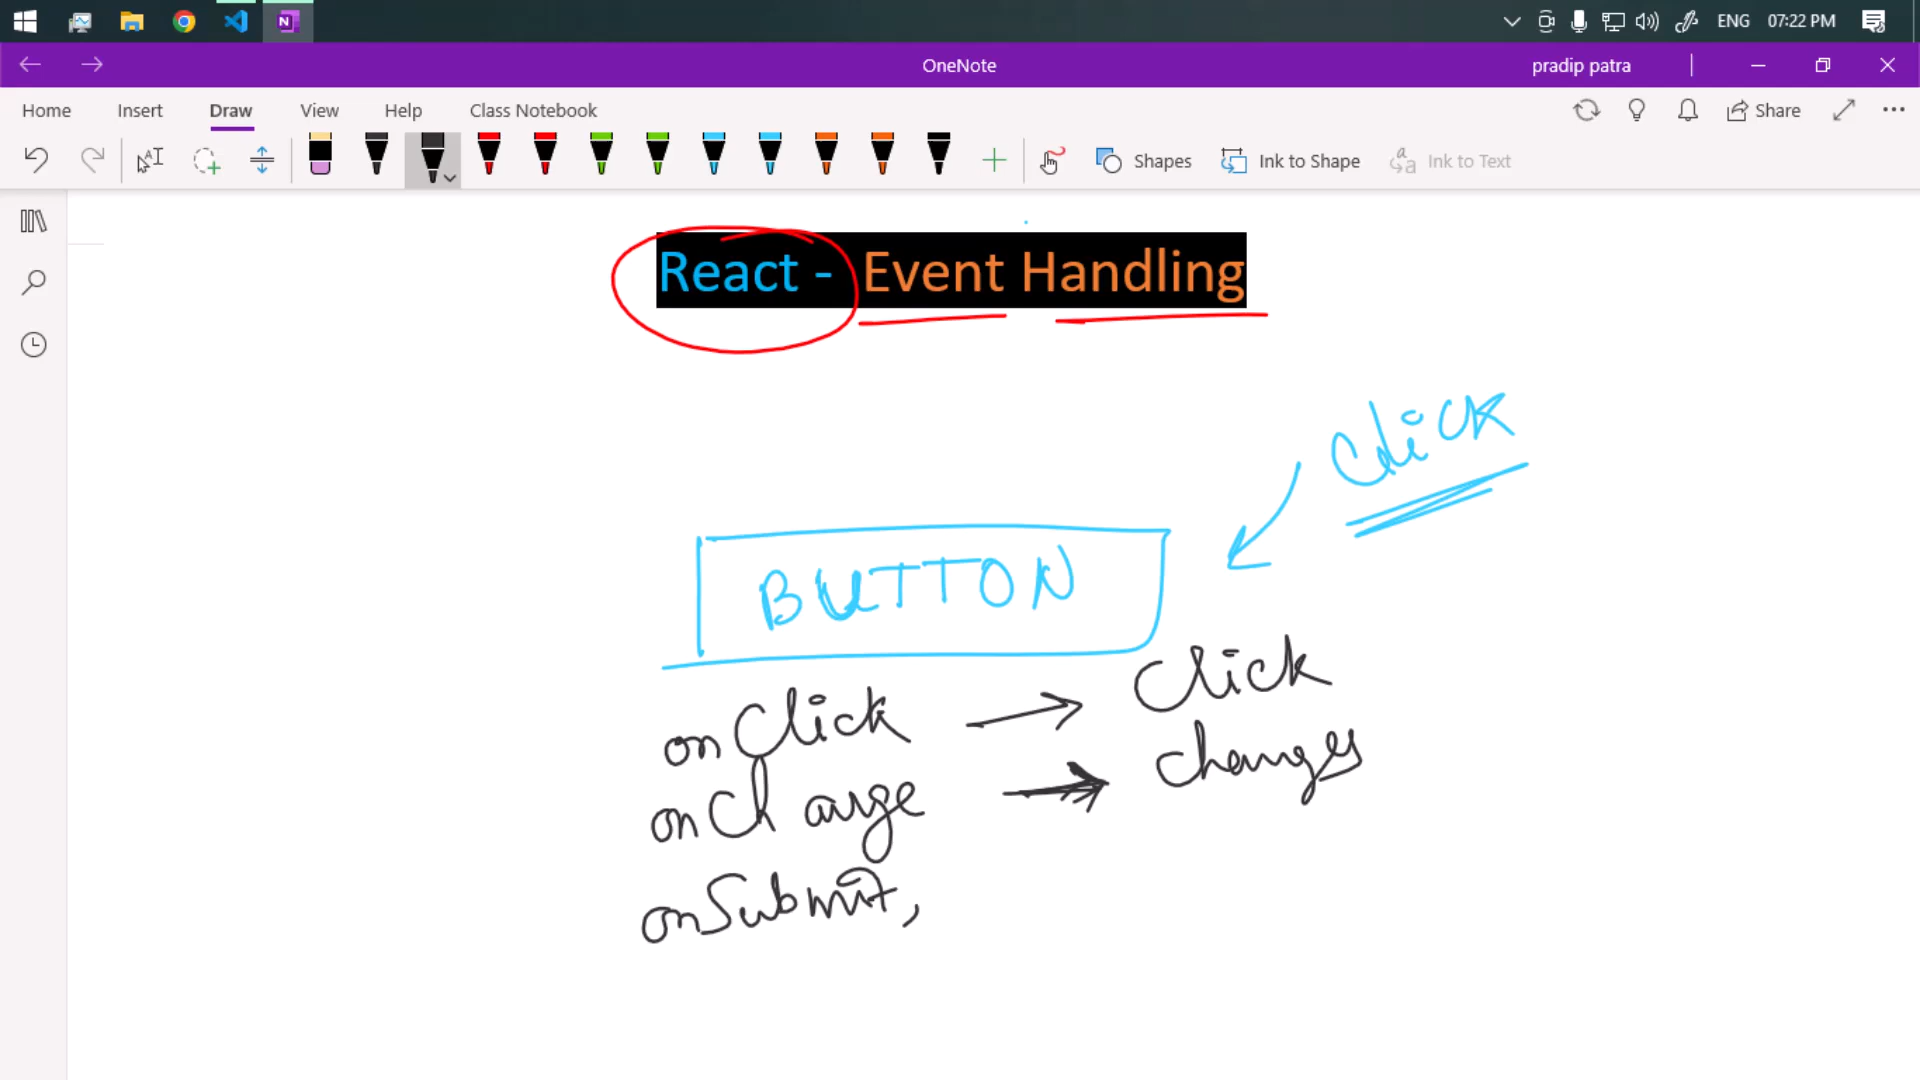 ENG 07:22 PM
OneNote
pradip patra
Home Insert Draw View Help Class Notebook
Share
Shapes Ink to Shape Ink to Text
React - Event Handling
Click
BUTTON
onClick → Click
onChange → changes
onSubmit,